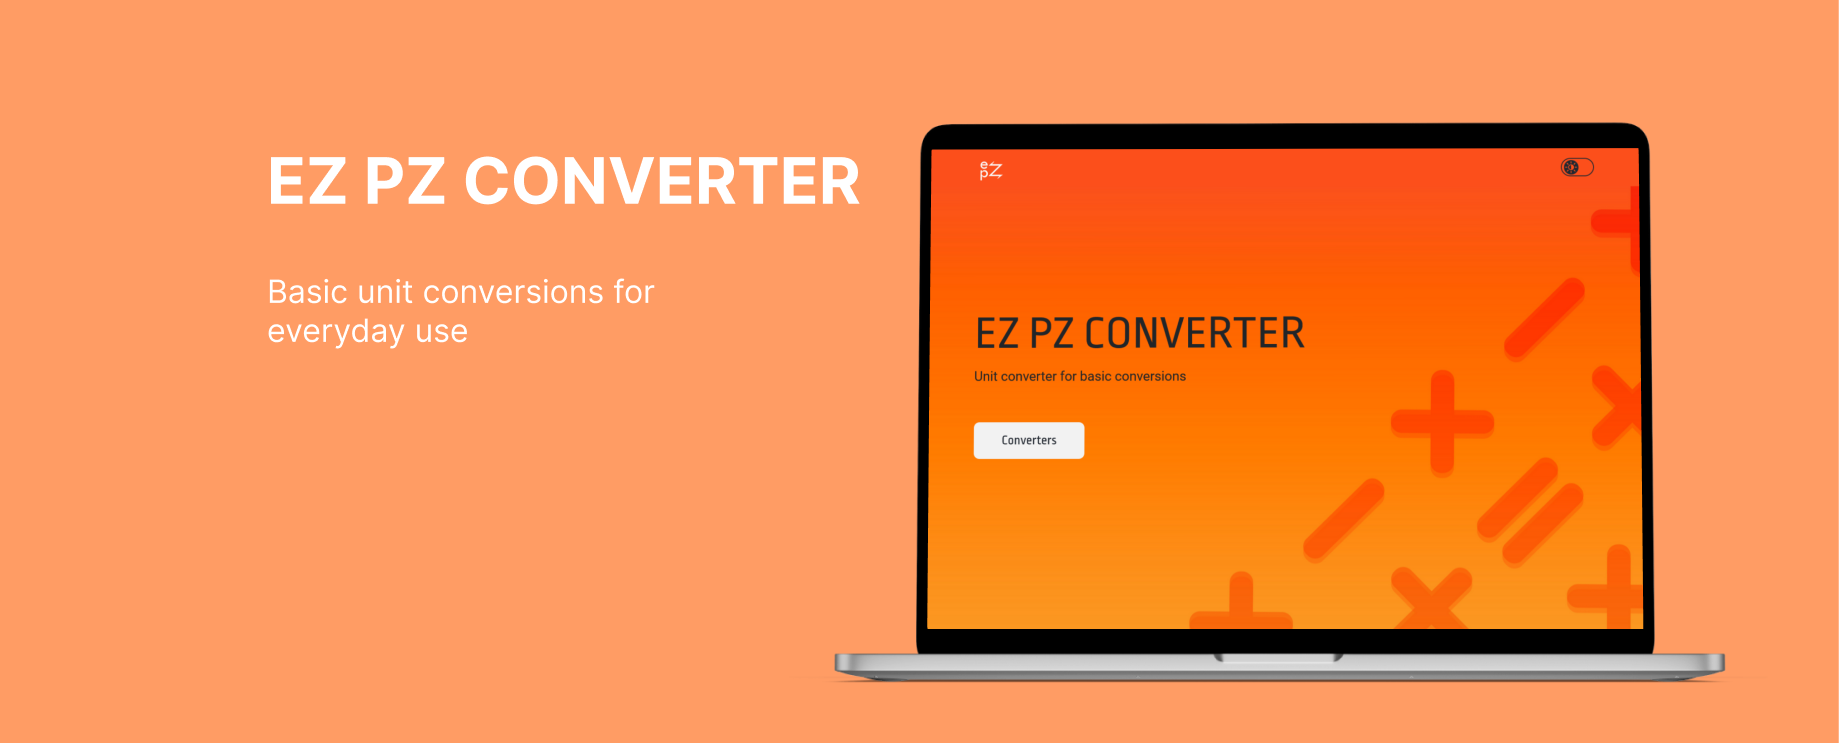 EZ PZ CONVERTER
Basic unit conversions for
everyday use
ez
pz
EZ PZ CONVERTER
Unit converter for basic conversions
Converters